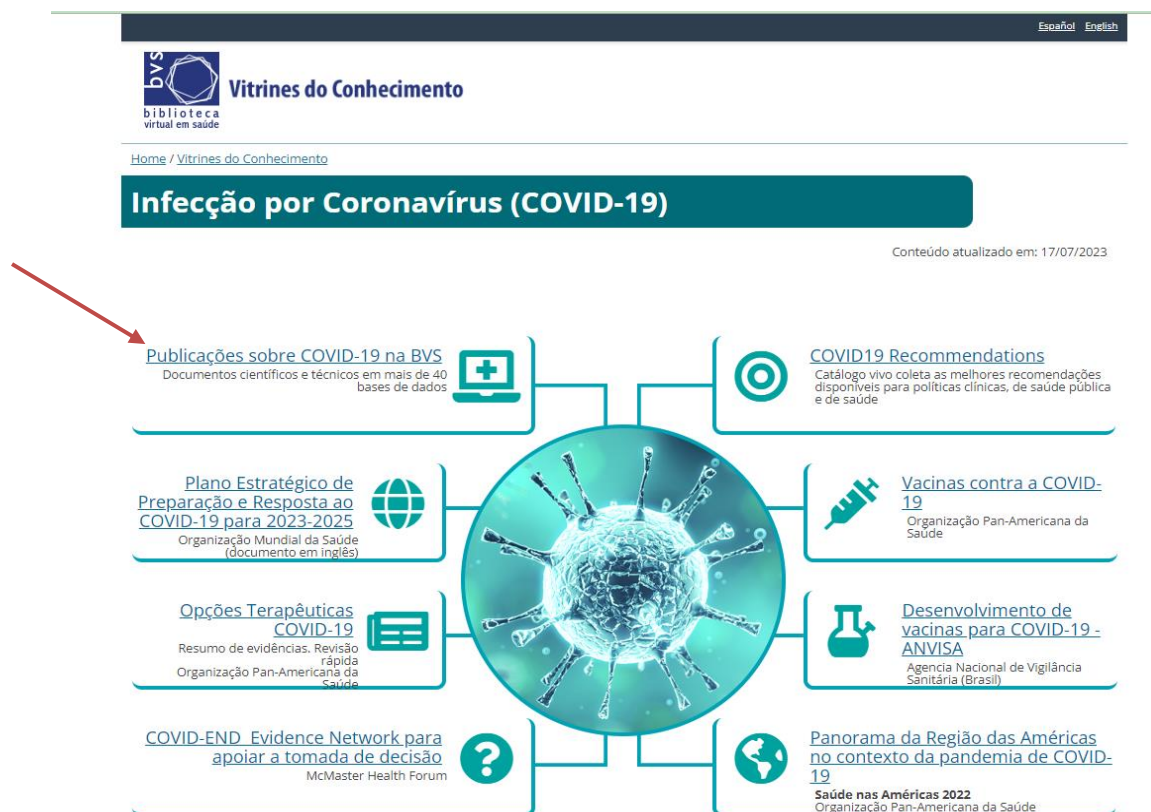 Español English
bvs
biblioteca
virtual em saúde
Vitrines do Conhecimento
Home / Vitrines do Conhecimento
Infecção por Coronavírus (COVID-19)
Conteúdo atualizado em: 17/07/2023
Publicações sobre COVID-19 na BVS
Documentos científicos e técnicos em mais de 40
bases de dados
COVID19 Recommendations
Catálogo vivo coleta as melhores recomendações
disponíveis para políticas clínicas, de saúde pública
e de saúde
Plano Estratégico de
Preparação e Resposta ao
COVID-19 para 2023-2025
Organização Mundial da Saúde
(documento em inglês)
Vacinas contra a COVID-
19
Organização Pan-Americana da
Saúde
Opções Terapêuticas
COVID-19
Resumo de evidências. Revisão
rápida
Organização Pan-Americana da
Saúde
Desenvolvimento de
vacinas para COVID-19 -
ANVISA
Agencia Nacional de Vigilância
Sanitária (Brasil)
COVID-END Evidence Network para
apoiar a tomada de decisão
McMaster Health Forum
Panorama da Região das Américas
no contexto da pandemia de COVID-
19
Saúde nas Américas 2022
Organização Pan-Americana da Saúde